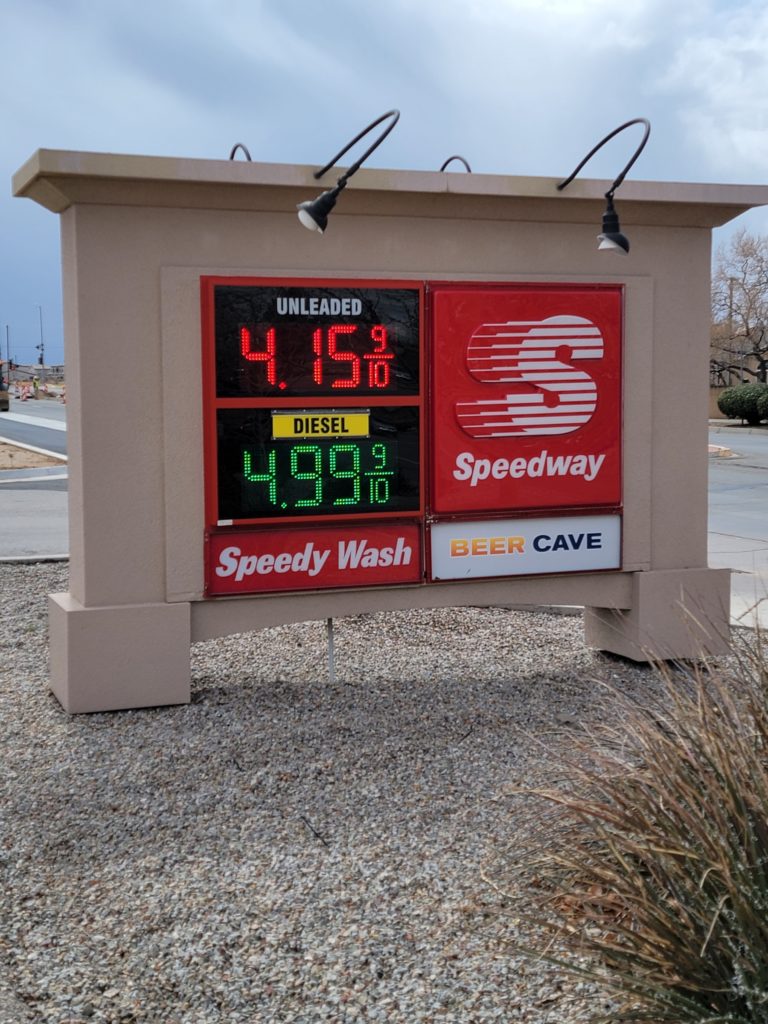 UNLEADED
4.15 9/10
DIESEL
4.99 9/10
S
Speedway
Speedy Wash
BEER CAVE